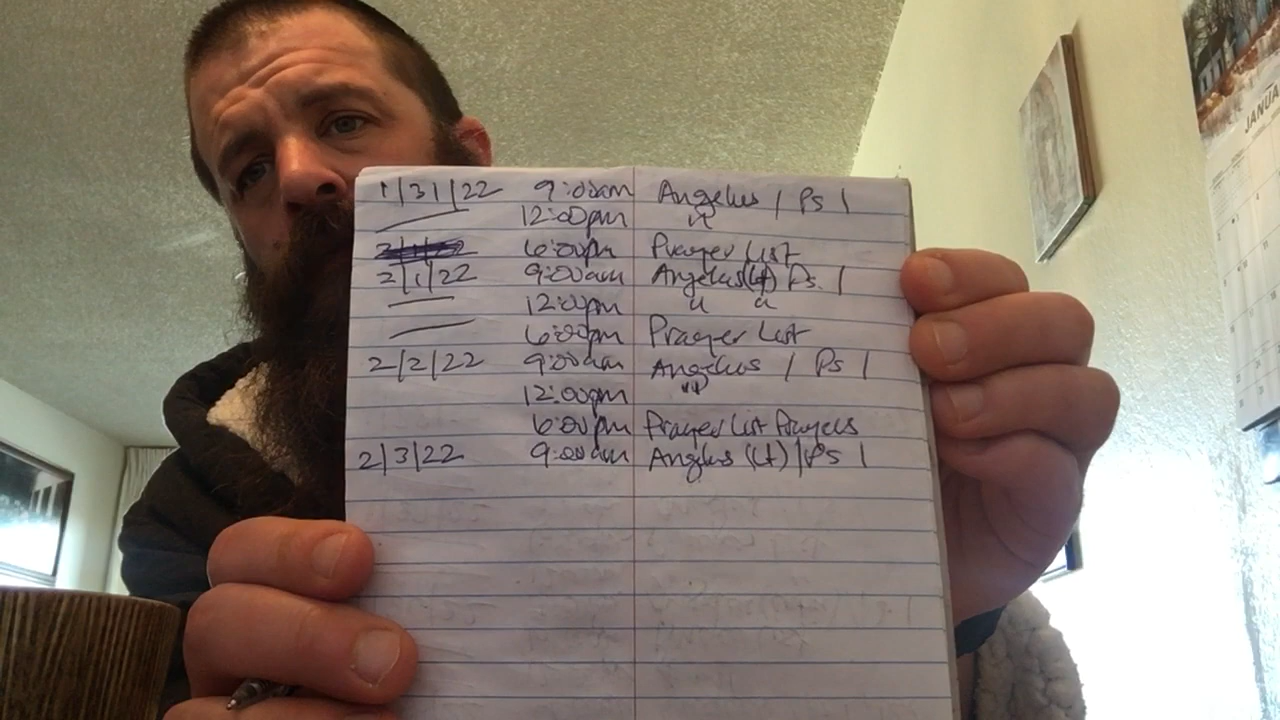 1/31/22 9:00am Angelus / Ps 1
12:00pm "
6:00pm Prayer List
2/1/22 9:00am Angelus (Lt) Ps. 1
12:00pm " "
6:00pm Prayer List
2/2/22 9:00am Angelus / Ps 1
12:00pm "
6:00pm Prayer List Prayers
2/3/22 9:00am Angelus (Lt) / Ps 1
JANUA